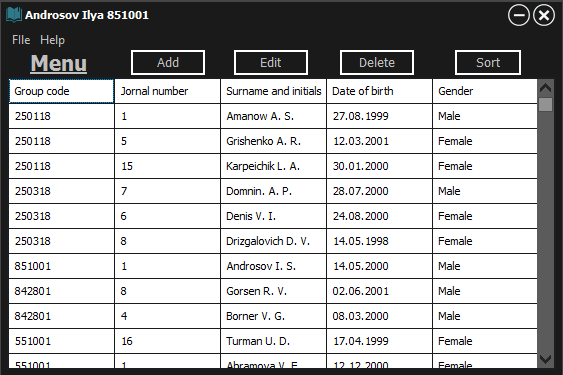 Androsov Ilya 851001
FIle Help
Menu Add Edit Delete Sort
Group code Jornal number Surname and initials Date of birth Gender
250118 1 Amanow A. S. 27.08.1999 Male
250118 5 Grishenko A. R. 12.03.2001 Female
250118 15 Karpeichik L. A. 30.01.2000 Female
250318 7 Domnin. A. P. 28.07.2000 Male
250318 6 Denis V. I. 24.08.2000 Female
250318 8 Drizgalovich D. V. 14.05.1998 Female
851001 1 Androsov I. S. 14.05.2000 Male
842801 8 Gorsen R. V. 02.06.2001 Male
842801 4 Borner V. G. 08.03.2000 Male
551001 16 Turman U. D. 17.04.1999 Female
551001 1 Abramova V. E. 12.12.2000 Female